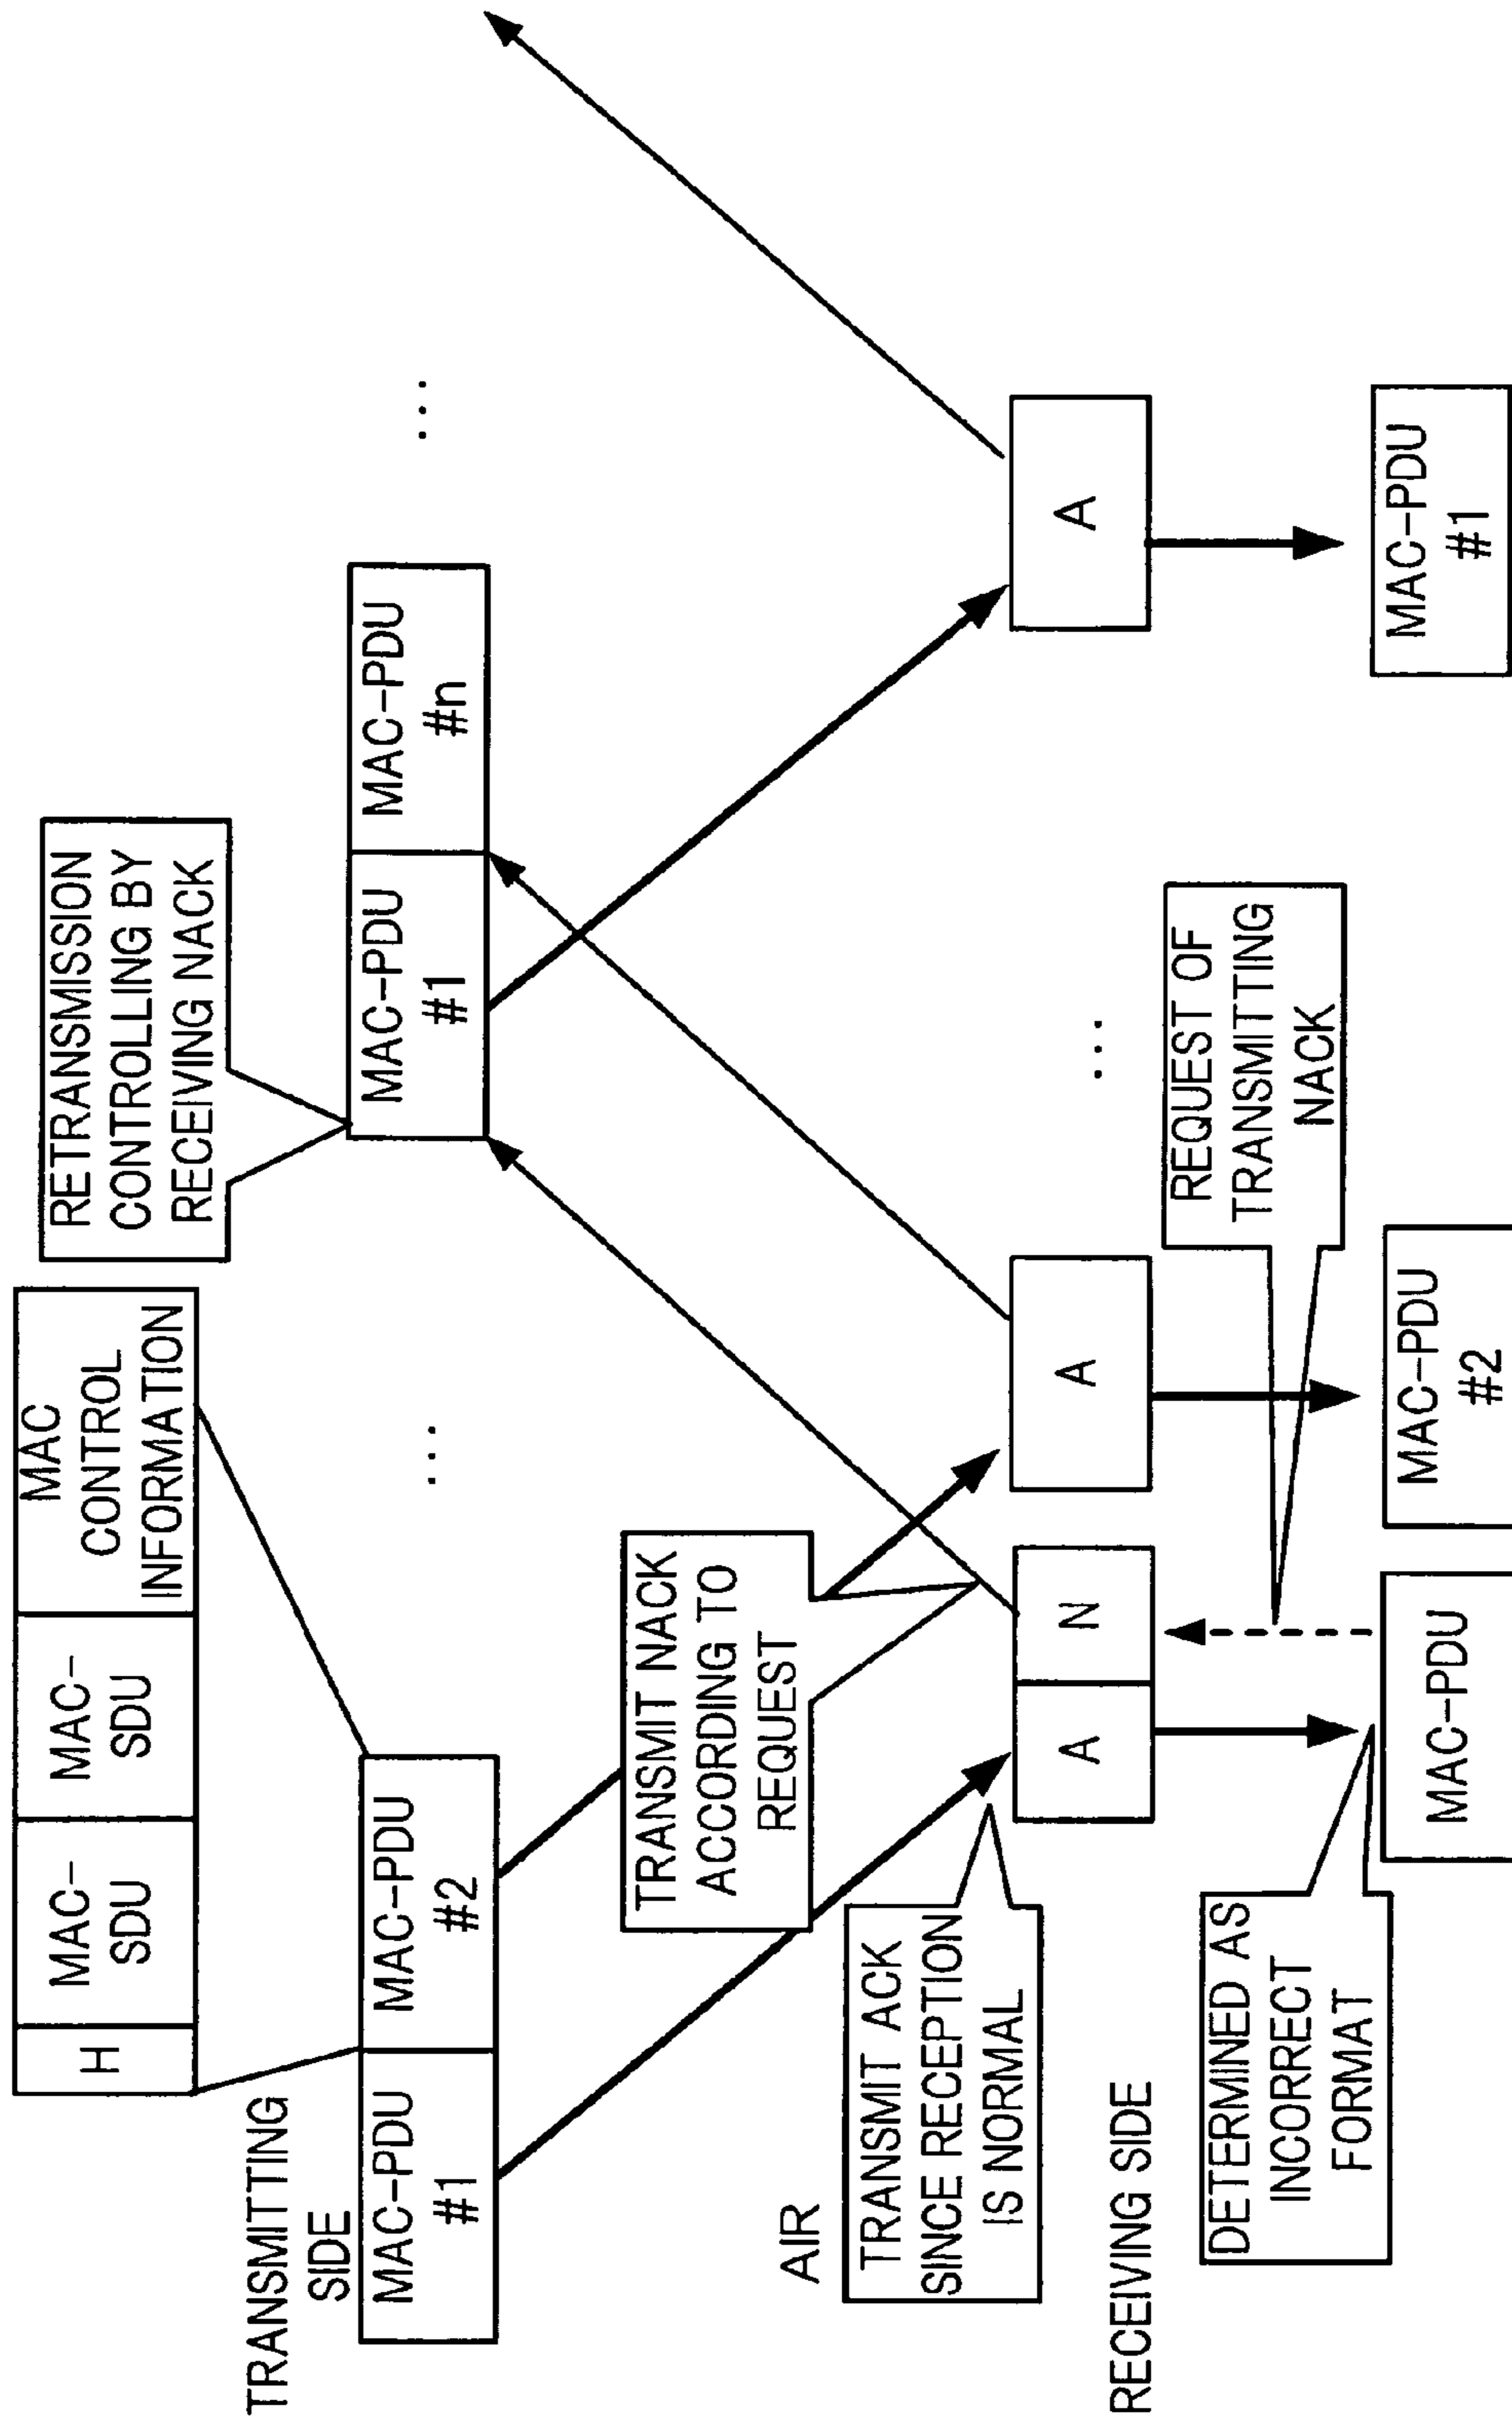 H
MAC-
SDU
MAC-
SDU
MAC
CONTROL
INFORMATION
RETRANSMISSION
CONTROLLING BY
RECEIVING NACK
TRANSMITTING
SIDE
MAC-PDU
#1
MAC-PDU
#2
...
MAC-PDU
#1
MAC-PDU
#n
...
TRANSMIT NACK
ACCORDING TO
REQUEST
AIR
TRANSMIT ACK
SINCE RECEPTION
IS NORMAL
A
N
A
...
A
RECEIVING SIDE
REQUEST OF
TRANSMITTING
NACK
DETERMINED AS
INCORRECT
FORMAT
MAC-PDU
MAC-PDU
#2
MAC-PDU
#1